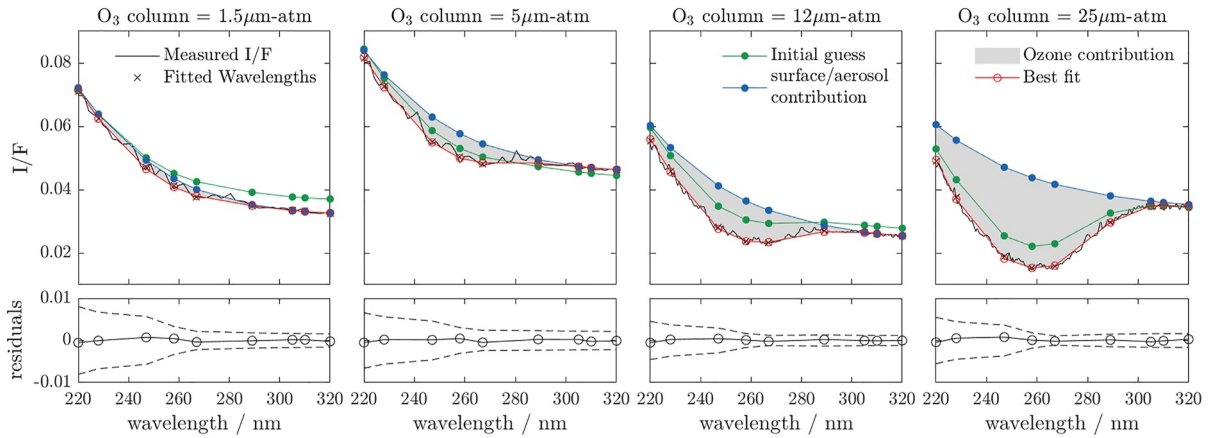 O₃ column = 1.5μm-atm
O₃ column = 5μm-atm
O₃ column = 12μm-atm
O₃ column = 25μm-atm
I/F
0.08
0.06
0.04
0.02
Measured I/F
Fitted Wavelengths
Initial guess
surface/aerosol
contribution
Ozone contribution
Best fit
residuals
0.01
0
-0.01
220 240 260 280 300 320
220 240 260 280 300 320
220 240 260 280 300 320
220 240 260 280 300 320
wavelength / nm
wavelength / nm
wavelength / nm
wavelength / nm